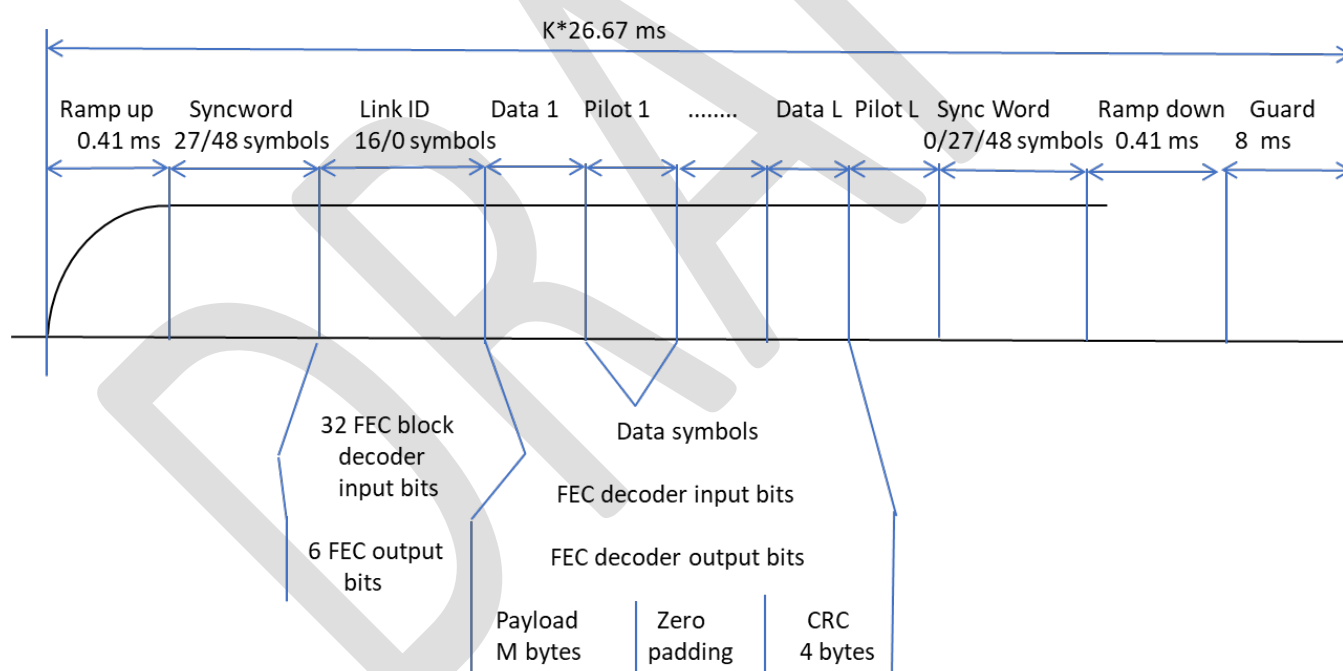 K*26.67 ms
Ramp up
0.41 ms
Syncword
27/48 symbols
Link ID
16/0 symbols
Data 1
Pilot 1
........
Data L
Pilot L
Sync Word
0/27/48 symbols
Ramp down
0.41 ms
Guard
8 ms
32 FEC block
decoder
input bits
6 FEC output
bits
Data symbols
FEC decoder input bits
FEC decoder output bits
Payload
M bytes
Zero
padding
CRC
4 bytes
DRA